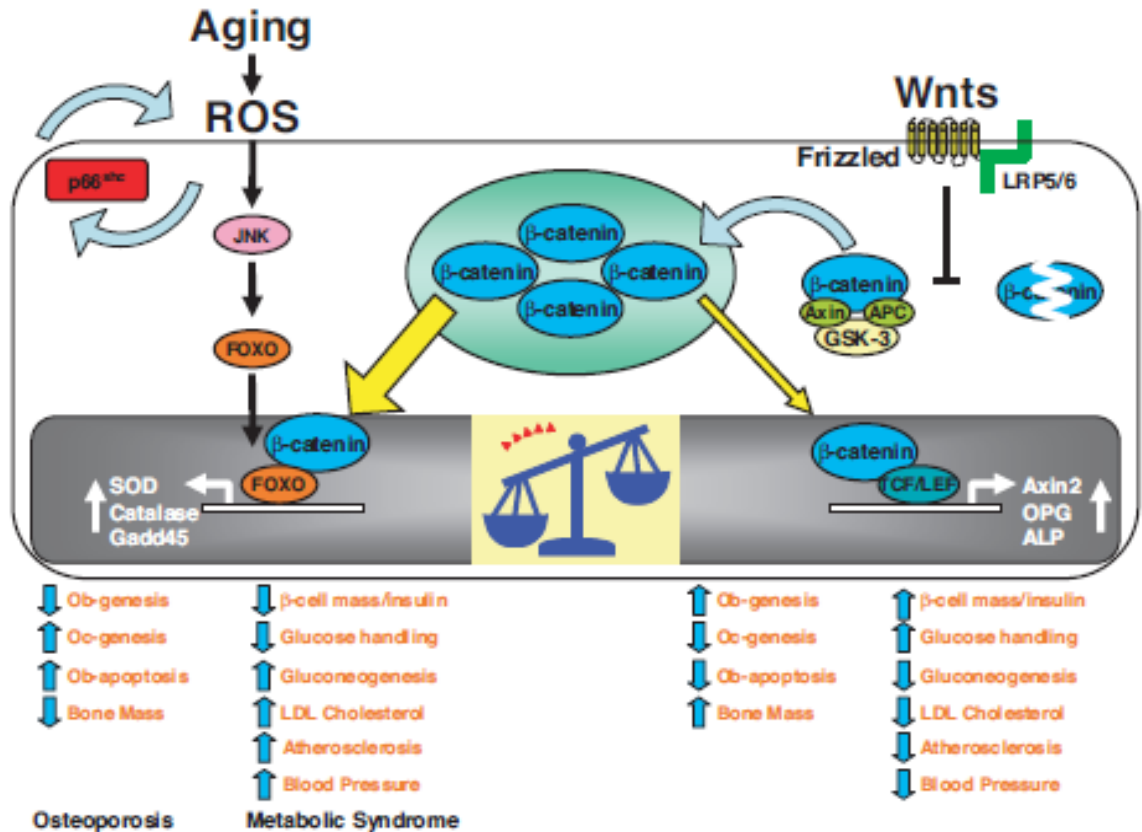 Aging
ROS
Wnts
Frizzled
LRP5/6
p66shc
JNK
β-catenin
β-catenin
β-catenin
β-catenin
β-catenin
Axin
APC
GSK-3
β-catenin
FOXO
β-catenin
FOXO
SOD
Catalase
Gadd45
β-catenin
TCF/LEF
Axin2
OPG
ALP
Ob-genesis
Oc-genesis
Ob-apoptosis
Bone Mass
β-cell mass/insulin
Glucose handling
Gluconeogenesis
LDL Cholesterol
Atherosclerosis
Blood Pressure
Ob-genesis
Oc-genesis
Ob-apoptosis
Bone Mass
β-cell mass/insulin
Glucose handling
Gluconeogenesis
LDL Cholesterol
Atherosclerosis
Blood Pressure
Osteoporosis
Metabolic Syndrome